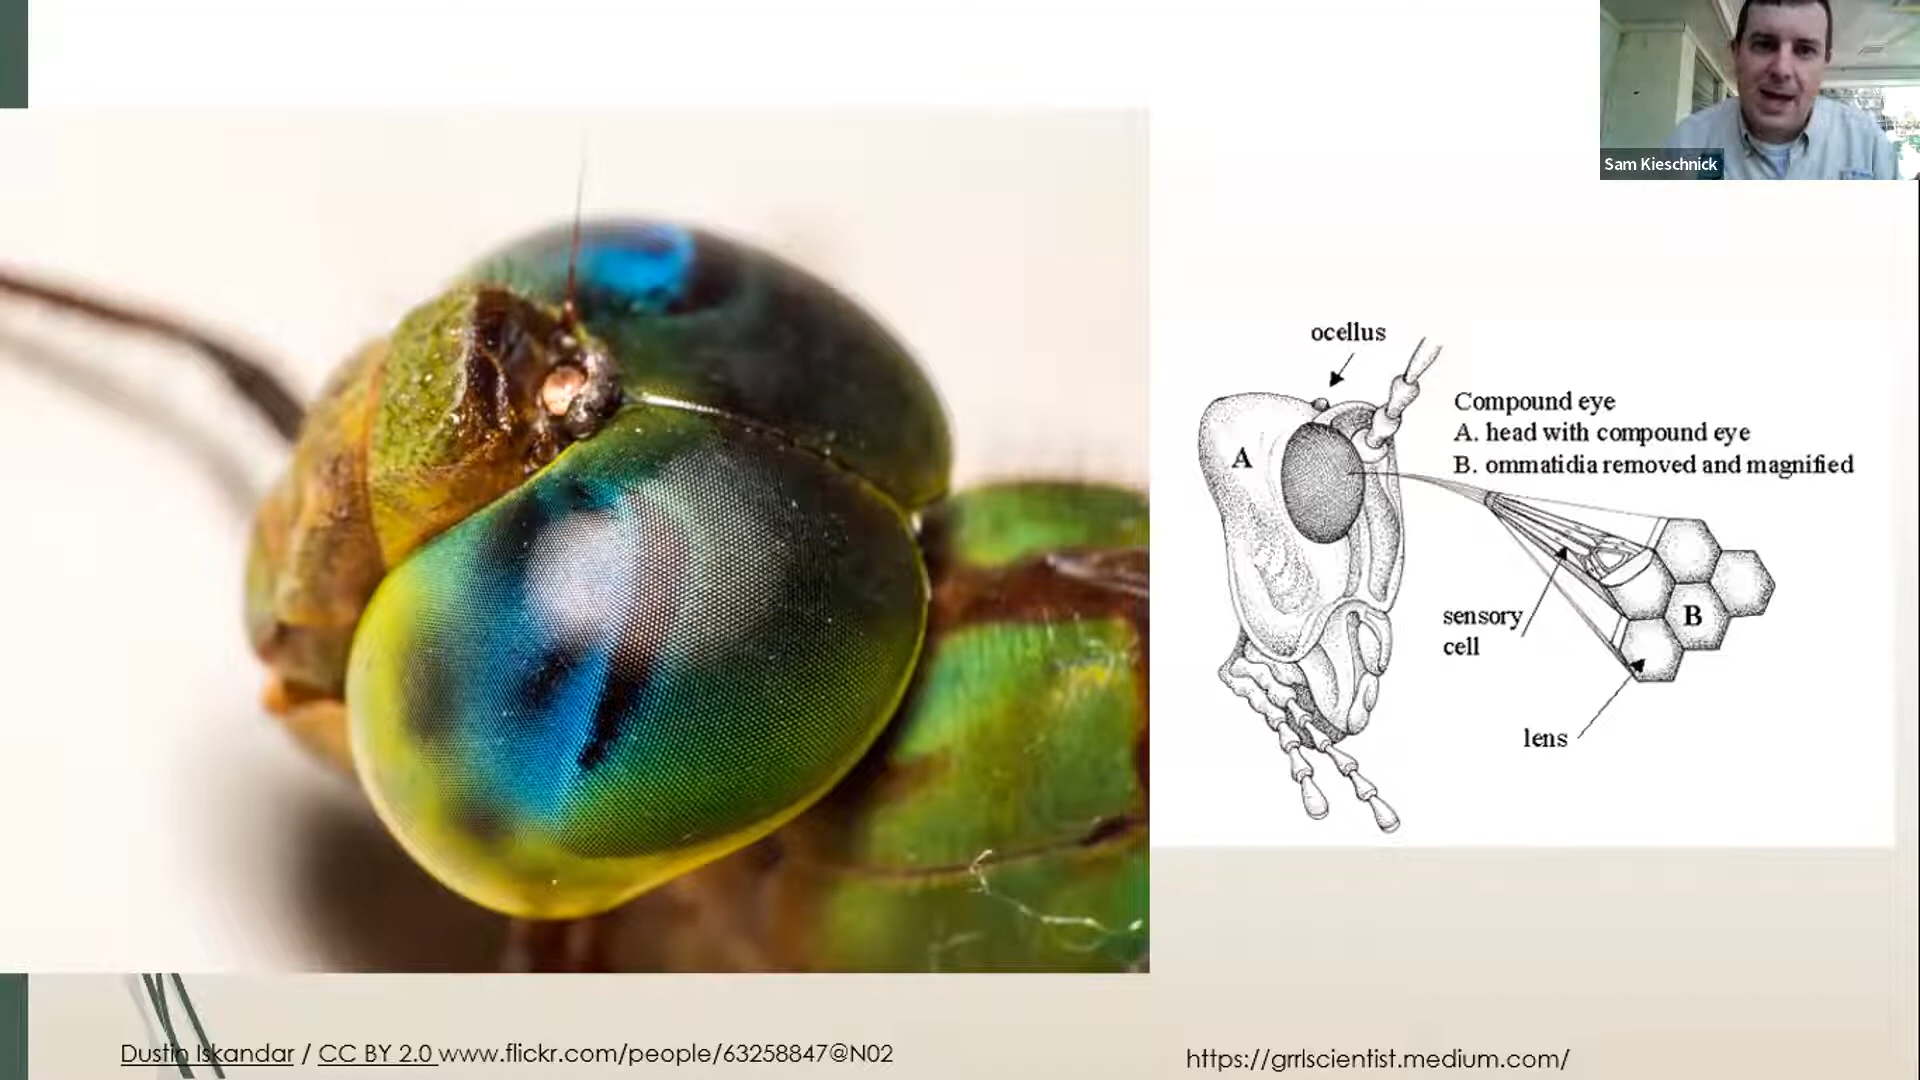 Sam Kieschnick
ocellus
Compound eye
A. head with compound eye
B. ommatidia removed and magnified
A
B
sensory
cell
lens
Dustin Iskandar / CC BY 2.0 www.flickr.com/people/63258847@N02
https://grrlscientist.medium.com/